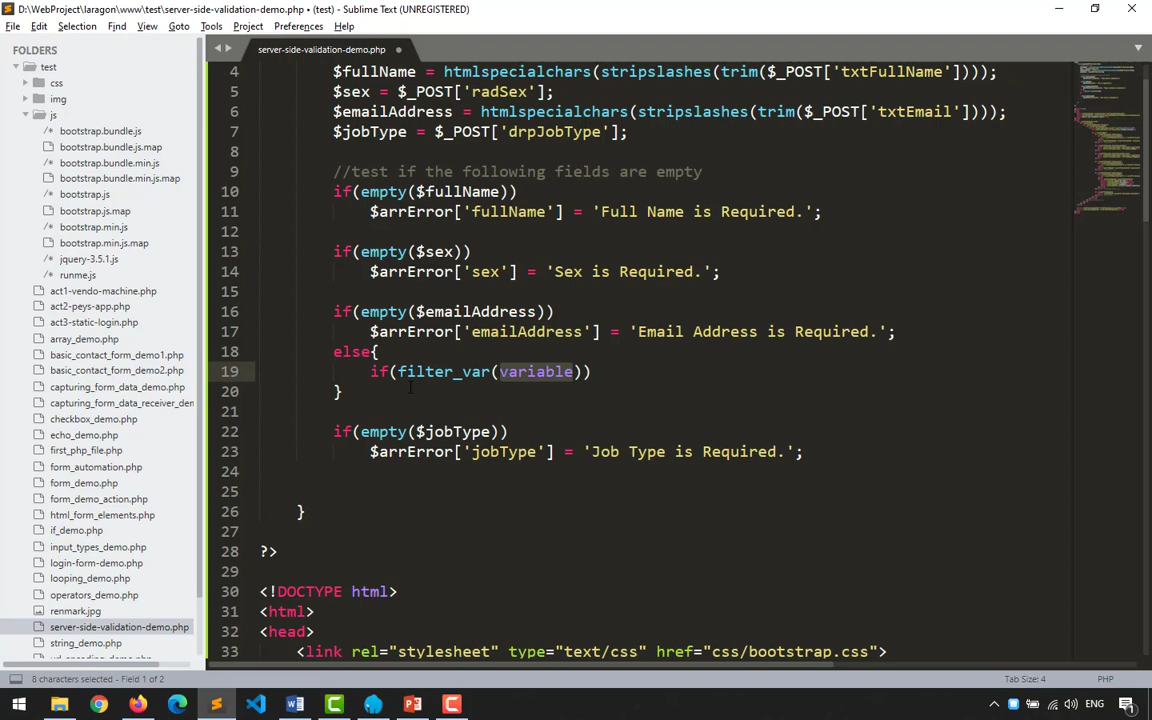 D:\WebProject\laragon\www\test\server-side-validation-demo.php (test) - Sublime Text (UNREGISTERED)
File Edit Selection Find View Goto Tools Project Preferences Help
FOLDERS
test
css
img
js
bootstrap.bundle.js
bootstrap.bundle.js.map
bootstrap.bundle.min.js
bootstrap.bundle.min.js.map
bootstrap.js
bootstrap.js.map
bootstrap.min.js
bootstrap.min.js.map
jquery-3.5.1.js
runme.js
act1-vendo-machine.php
act2-peys-app.php
act3-static-login.php
array_demo.php
basic_contact_form_demo1.php
basic_contact_form_demo2.php
capturing_form_data_demo.php
capturing_form_data_receiver_den
checkbox_demo.php
echo_demo.php
first_php_file.php
form_automation.php
form_demo.php
form_demo_action.php
html_form_elements.php
if_demo.php
input_types_demo.php
login-form-demo.php
looping_demo.php
operators_demo.php
renmark.jpg
server-side-validation-demo.php
string_demo.php
server-side-validation-demo.php
4 $fullName = htmlspecialchars(stripslashes(trim($_POST['txtFullName'])));
5 $sex = $_POST['radSex'];
6 $emailAddress = htmlspecialchars(stripslashes(trim($_POST['txtEmail'])));
7 $jobType = $_POST['drpJobType'];
8
9 //test if the following fields are empty
10 if(empty($fullName))
11 $arrError['fullName'] = 'Full Name is Required.';
12
13 if(empty($sex))
14 $arrError['sex'] = 'Sex is Required.';
15
16 if(empty($emailAddress))
17 $arrError['emailAddress'] = 'Email Address is Required.';
18 else{
19 if(filter_var(variable))
20 }
21
22 if(empty($jobType))
23 $arrError['jobType'] = 'Job Type is Required.';
24
25
26 }
27
28 ?>
29
30 <!DOCTYPE html>
31 <html>
32 <head>
33 <link rel="stylesheet" type="text/css" href="css/bootstrap.css">
8 characters selected - Field 1 of 2
Tab Size: 4
PHP
ENG